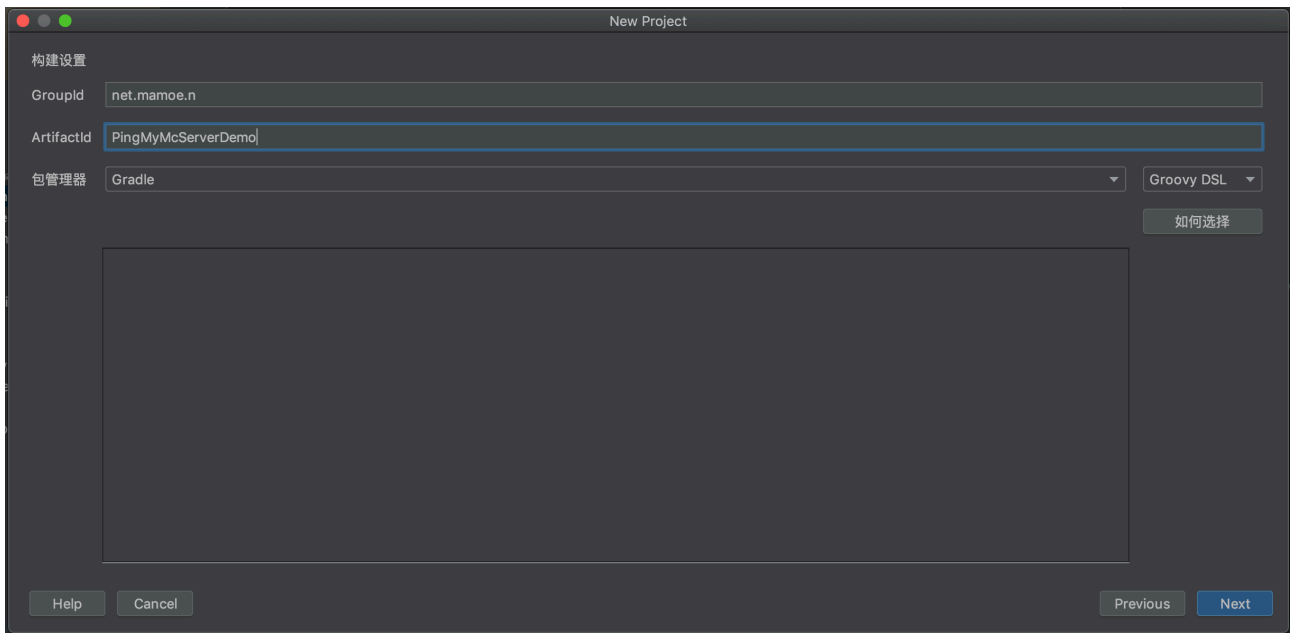 New Project
构建设置
GroupId net.mamoe.n
ArtifactId PingMyMcServerDemo
包管理器 Gradle Groovy DSL
如何选择
Help Cancel Previous Next